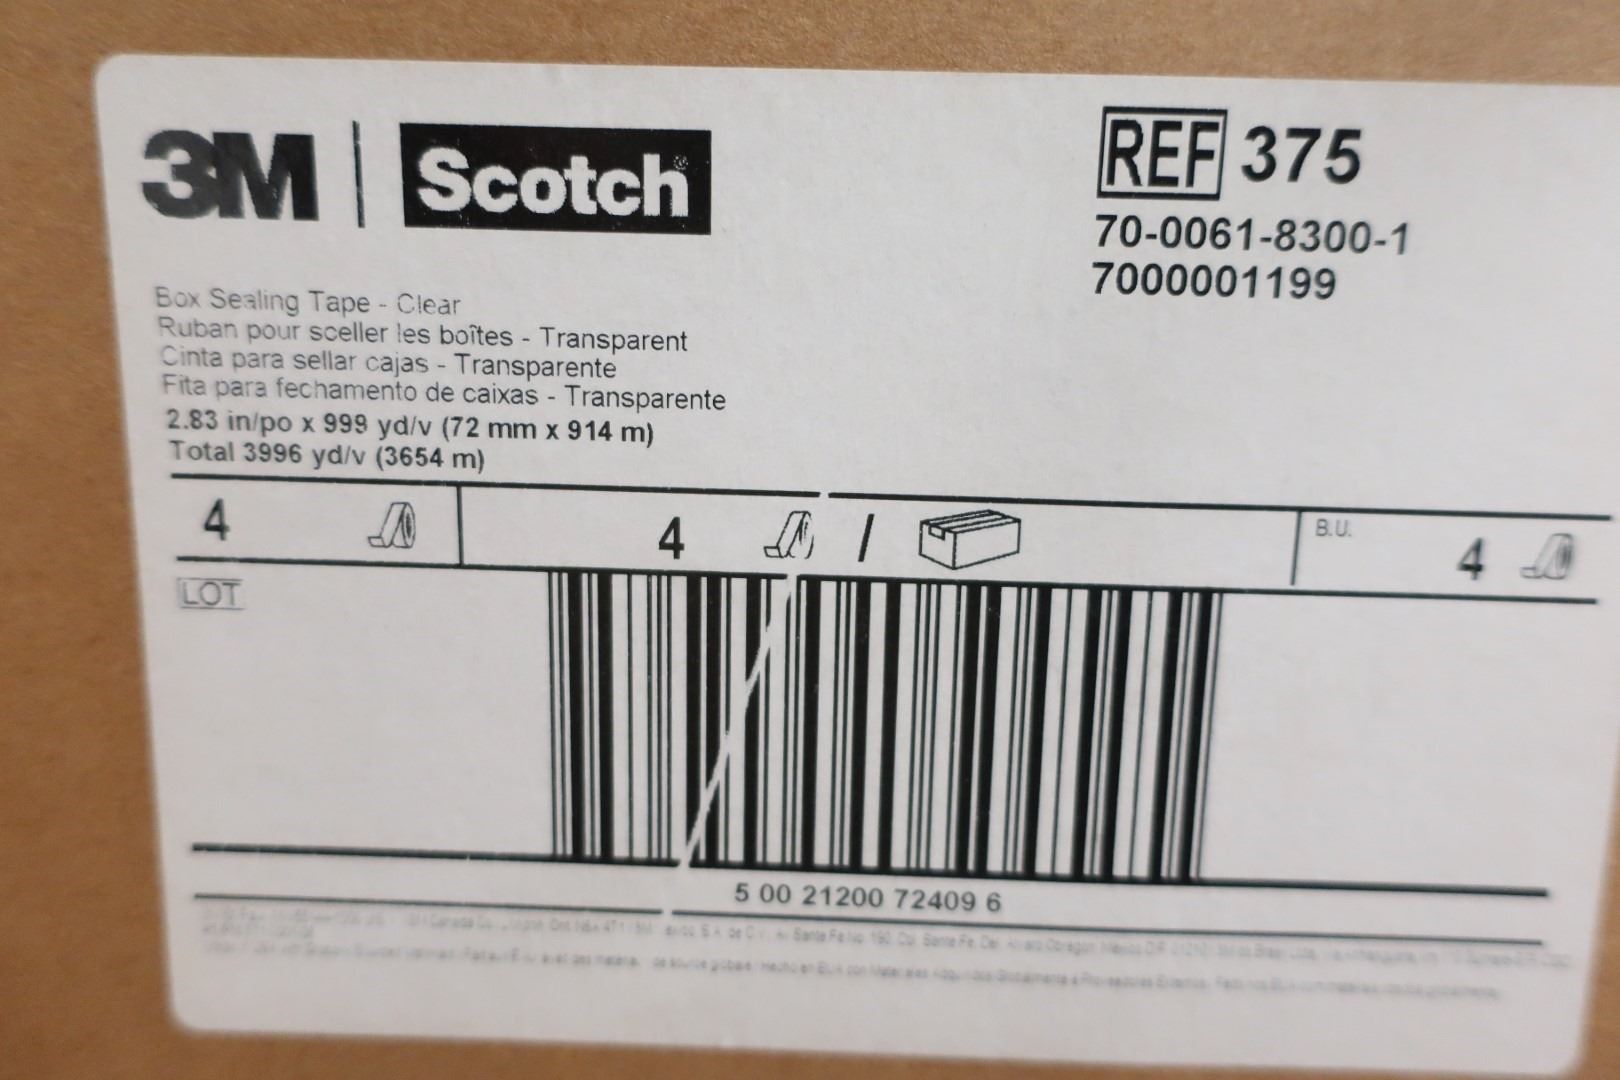 3M | Scotch®
REF 375
70-0061-8300-1
7000001199
Box Sealing Tape - Clear
Ruban pour sceller les boîtes - Transparent
Cinta para sellar cajas - Transparente
Fita para fechamento de caixas - Transparente
2.83 in/po x 999 yd/v (72 mm x 914 m)
Total 3996 yd/v (3654 m)
4 4 / B.U. 4
LOT
5 00 21200 72409 6